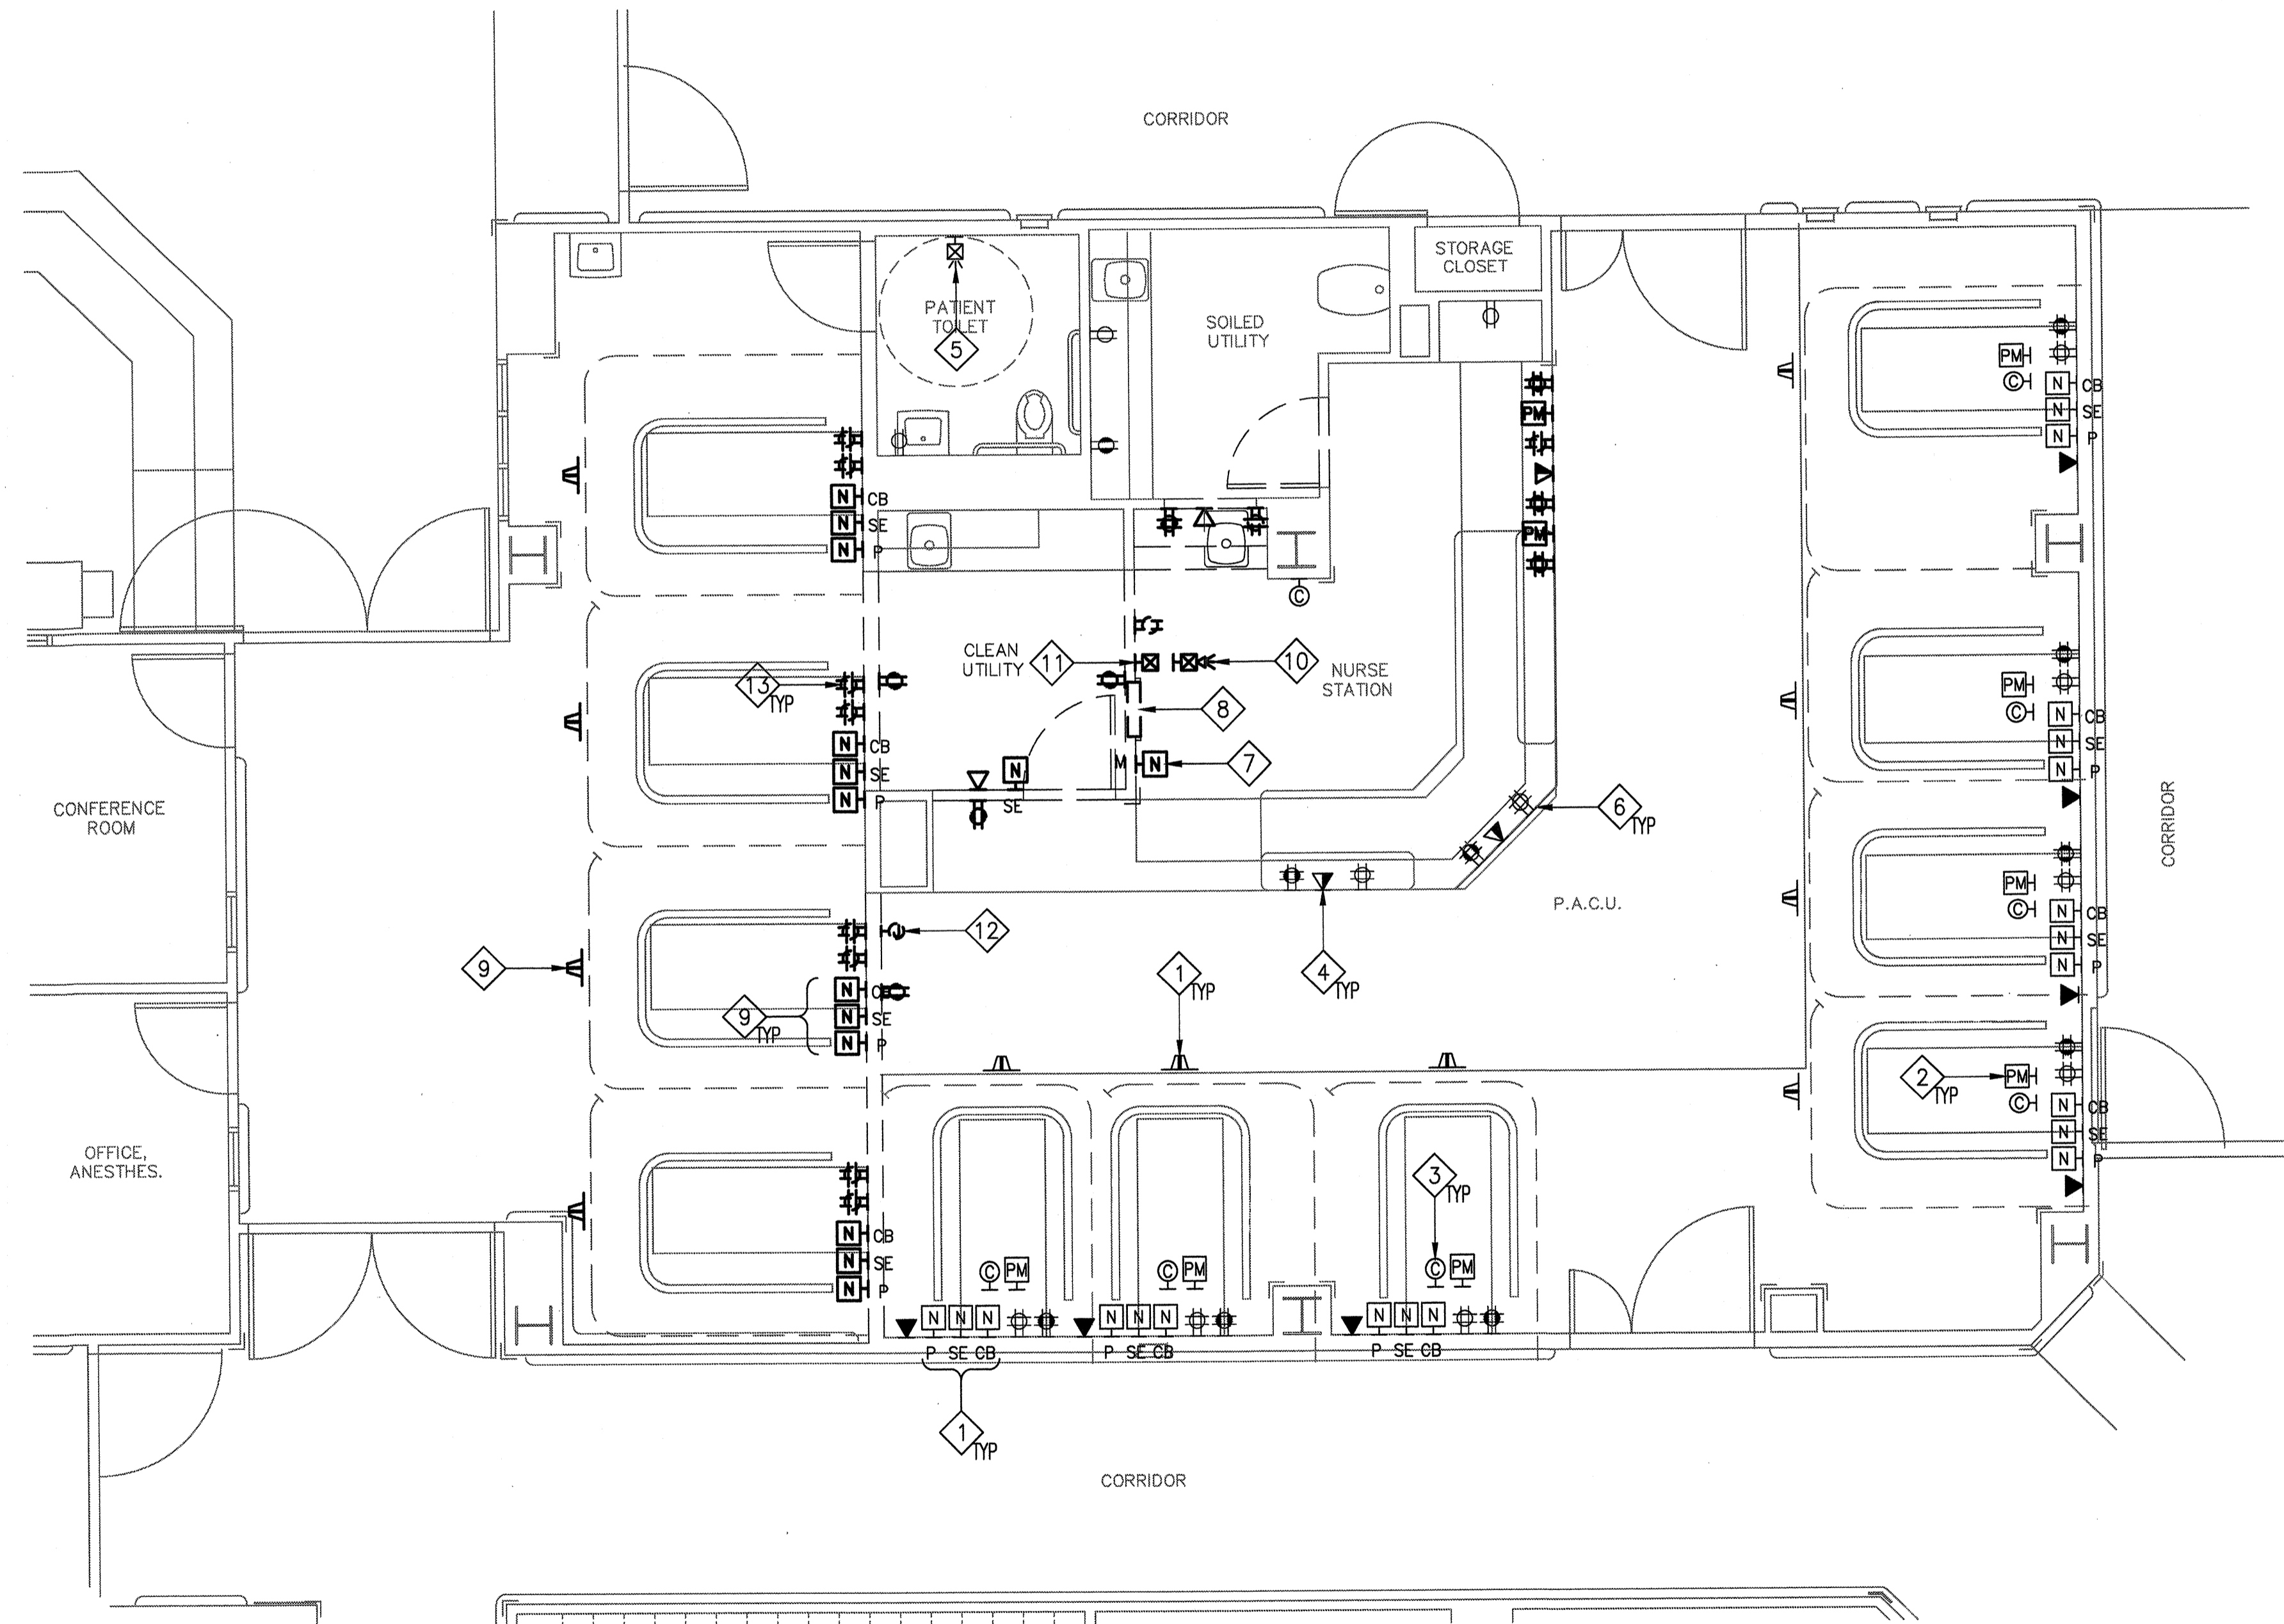 CORRIDOR
STORAGE
CLOSET
PATIENT
TOILET
5
SOILED
UTILITY
PM
C
N CB
N SE
N P
PM
PM
N CB
N SE
N P
C
CLEAN
UTILITY
11
10
NURSE
STATION
13
TYP
8
N CB
N SE
N P
N
SE
M N
7
PM
C
N CB
N SE
N P
6
TYP
CONFERENCE
ROOM
CORRIDOR
P.A.C.U.
PM
C
N CB
N SE
N P
12
9
4
TYP
1
TYP
9
TYP
N C
N SE
N P
2
TYP
PM
C
N CB
N SE
N P
OFFICE,
ANESTHES.
3
TYP
N CB
N SE
N P
C PM
C PM
C PM
N N N
N N N
N N N
P SE CB
P SE CB
P SE CB
1
TYP
CORRIDOR